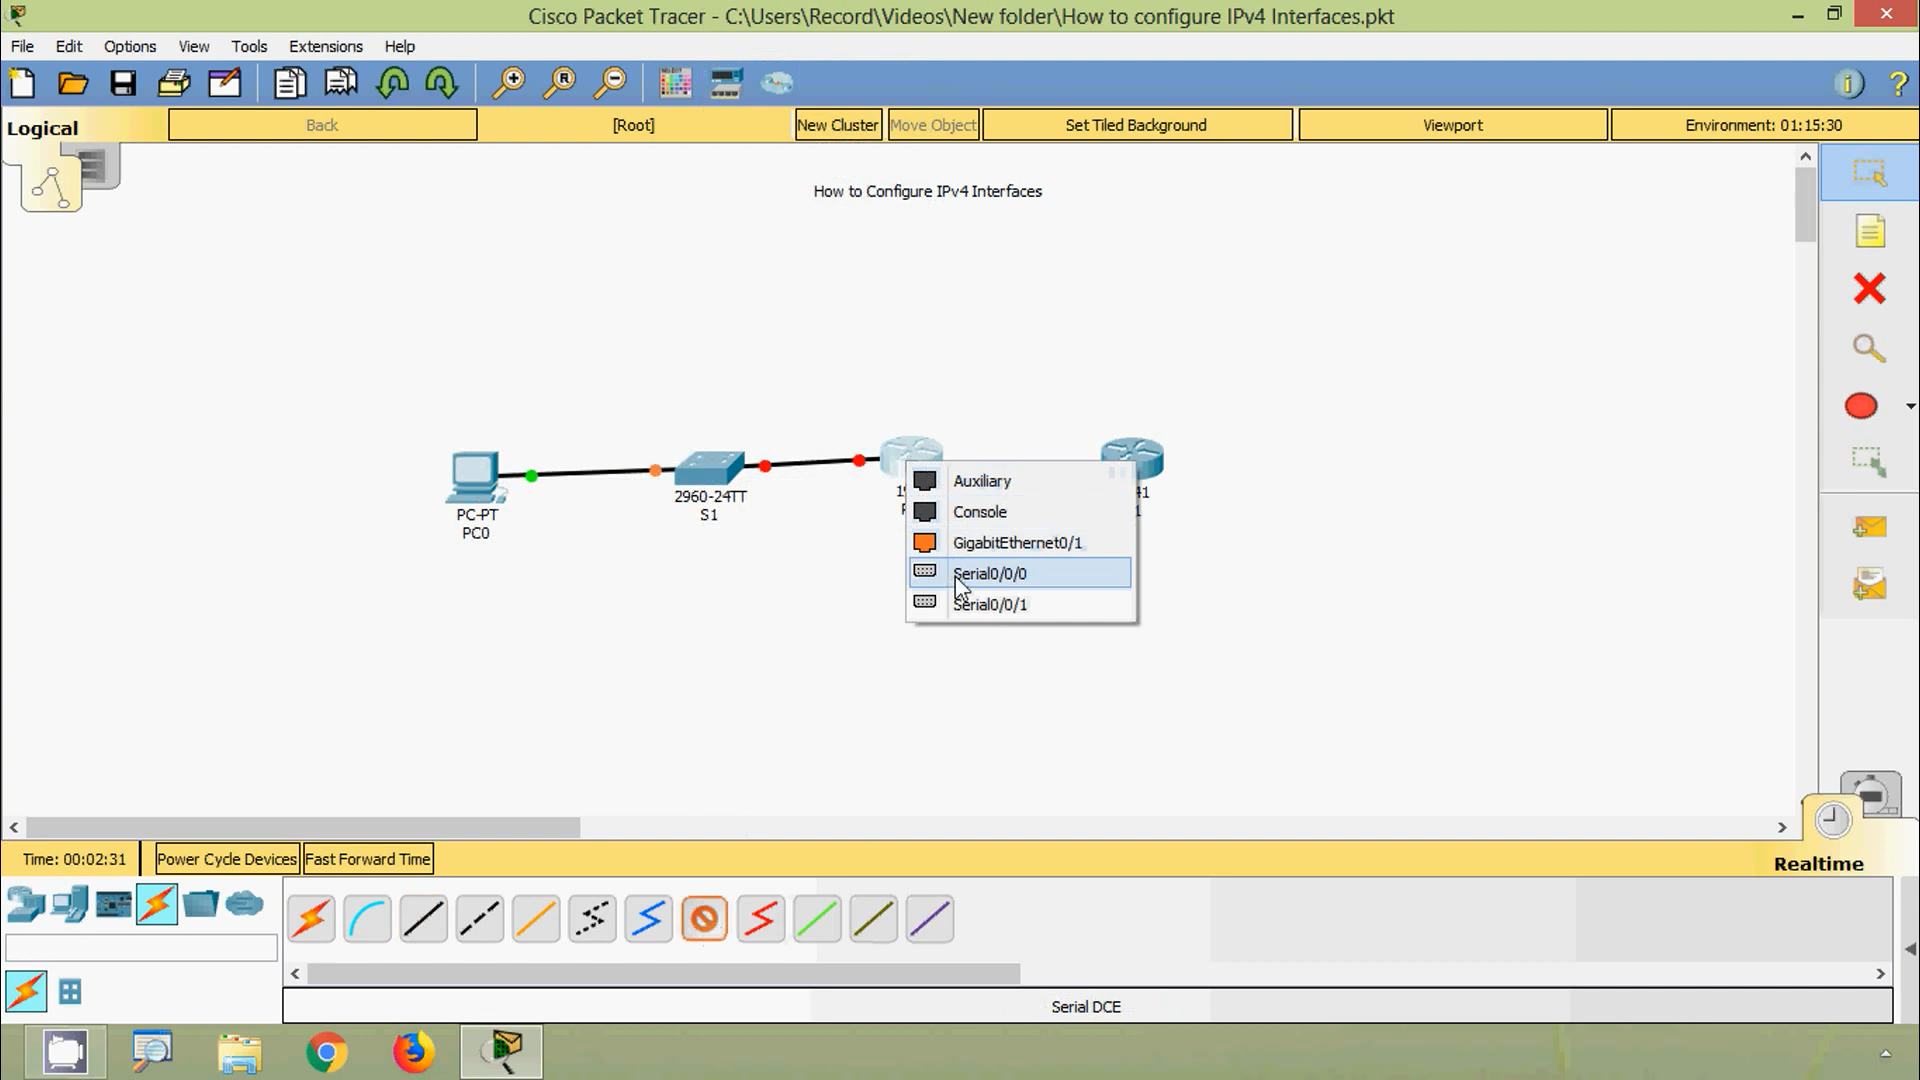 Cisco Packet Tracer - C:\Users\Record\Videos\New folder\How to configure IPv4 Interfaces.pkt
File Edit Options View Tools Extensions Help
Logical Back [Root] New Cluster Move Object Set Tiled Background Viewport Environment: 01:15:30
How to Configure IPv4 Interfaces
PC-PT
PC0
2960-24TT
S1
Auxiliary
Console
GigabitEthernet0/1
Serial0/0/0
Serial0/0/1
Time: 00:02:31 Power Cycle Devices Fast Forward Time Realtime
Serial DCE